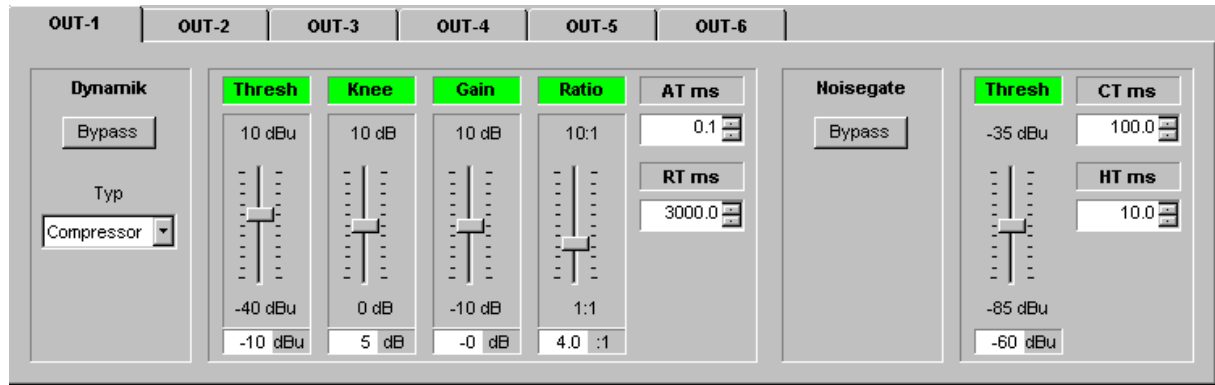 OUT-1 OUT-2 OUT-3 OUT-4 OUT-5 OUT-6
Dynamik
Bypass
Typ
Compressor
Thresh Knee Gain Ratio
10 dBu 10 dB 10 dB 10:1
-40 dBu 0 dB -10 dB 1:1
-10 dBu 5 dB -0 dB 4.0 :1
AT ms
0.1
RT ms
3000.0
Noisegate
Bypass
Thresh
-35 dBu
-85 dBu
-60 dBu
CT ms
100.0
HT ms
10.0